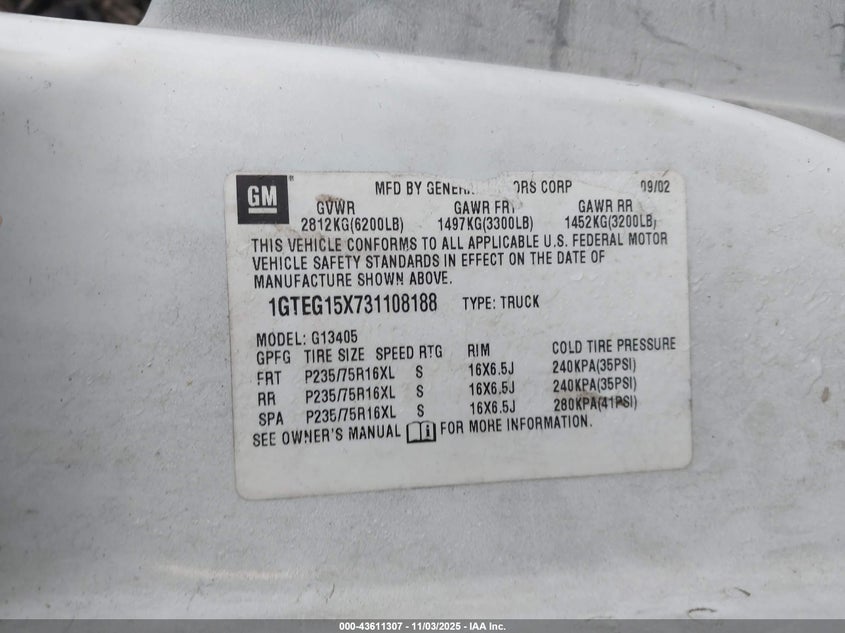 GM ®
MFD BY GENER ORS CORP 09/02
GVWR GAWR FRT GAWR RR
2812KG(6200LB) 1497KG(3300LB) 1452KG(3200LB)
THIS VEHICLE CONFORMS TO ALL APPLICABLE U.S. FEDERAL MOTOR
VEHICLE SAFETY STANDARDS IN EFFECT ON THE DATE OF
MANUFACTURE SHOWN ABOVE.
1GTEG15X731108188 TYPE: TRUCK
MODEL: G13405
GPFG TIRE SIZE SPEED RTG RIM COLD TIRE PRESSURE
FRT P235/75R16XL S 16X6.5J 240KPA(35PSI)
RR P235/75R16XL S 16X6.5J 240KPA(35PSI)
SPA P235/75R16XL S 16X6.5J 280KPA(41PSI)
SEE OWNER'S MANUAL i FOR MORE INFORMATION.
000-43611307 - 11/03/2025 - IAA Inc.